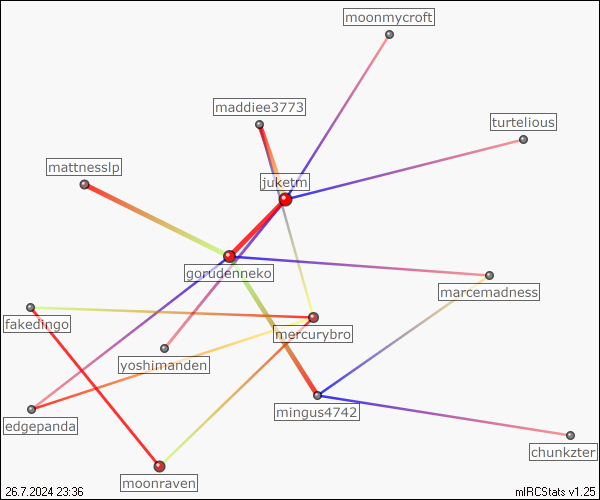 moonmycroft
maddiee3773
turtelious
mattnesslp
juketm
gorudenneko
marcemadness
fakedingo
mercurybro
yoshimanden
mingus4742
edgepanda
chunkzter
moonraven
26.7.2024 23:36
mIRCStats v1.25